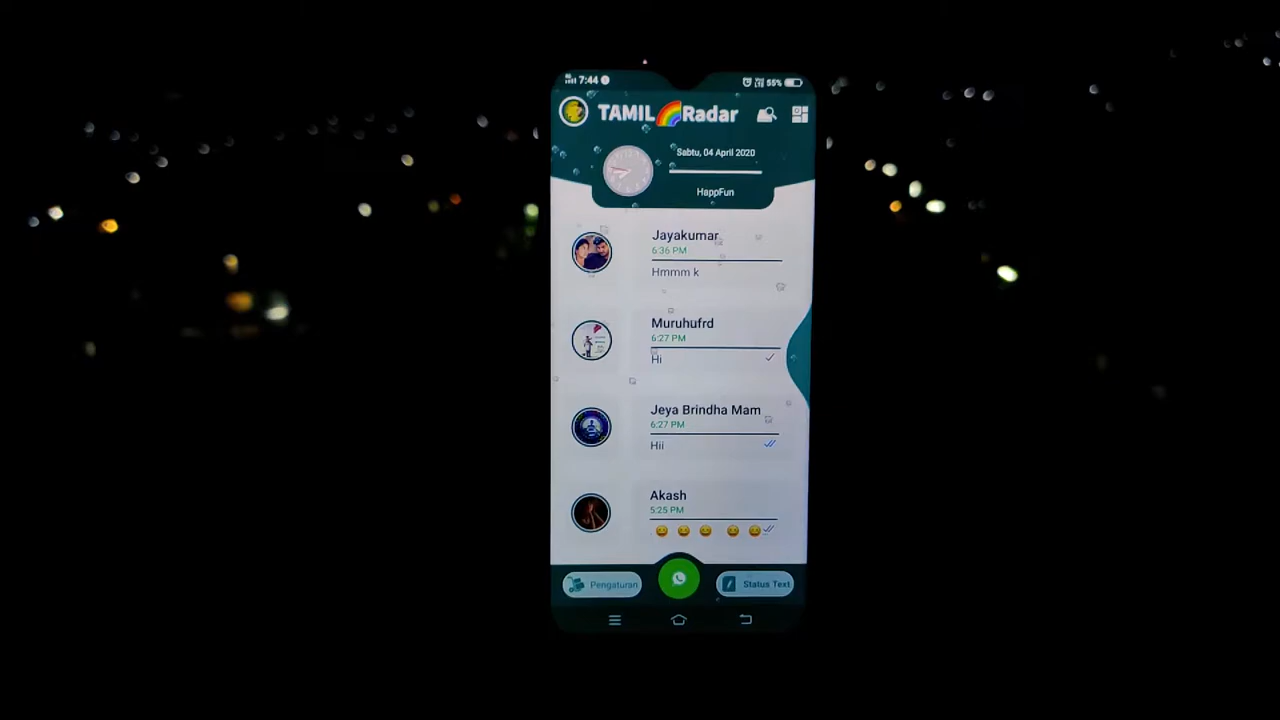 7:44
55%
TAMIL Radar
Sabtu, 04 April 2020
HappFun
Jayakumar
6:36 PM
Hmmm k
Muruhufrd
6:27 PM
Hi
Jeya Brindha Mam
6:27 PM
Hii
Akash
5:25 PM
Pengaturan
Status Text